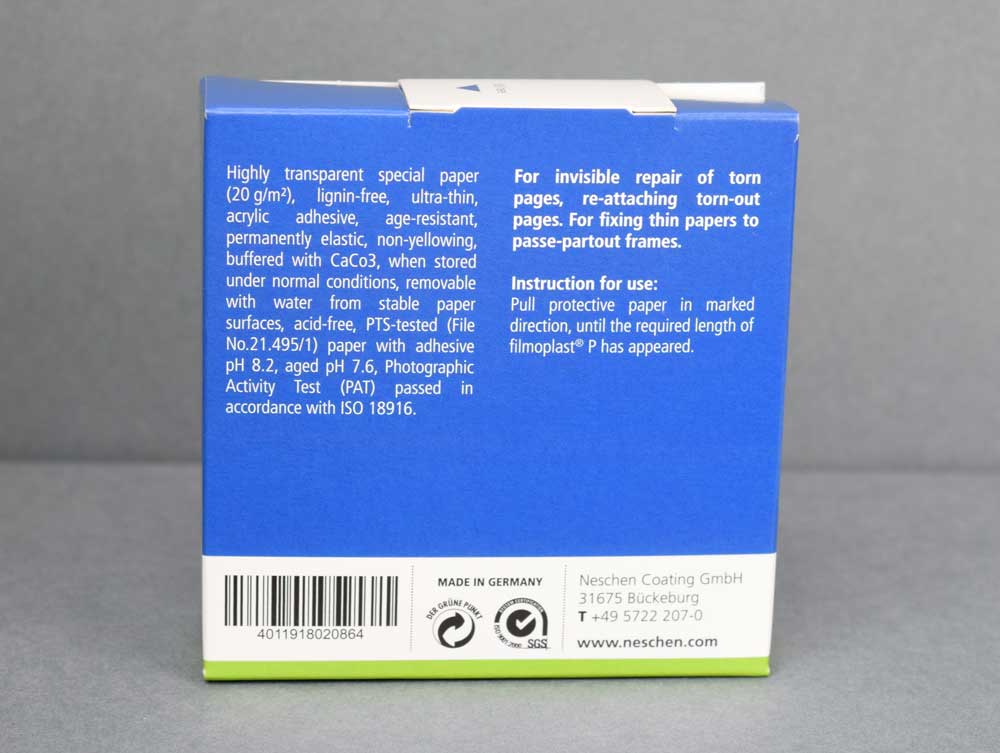 Highly transparent special paper
(20 g/m²), lignin-free, ultra-thin,
acrylic adhesive, age-resistant,
permanently elastic, non-yellowing,
buffered with CaCo3, when stored
under normal conditions, removable
with water from stable paper
surfaces, acid-free, PTS-tested (File
No.21.495/1) paper with adhesive
pH 8.2, aged pH 7.6, Photographic
Activity Test (PAT) passed in
accordance with ISO 18916.
For invisible repair of torn
pages, re-attaching torn-out
pages. For fixing thin papers to
passe-partout frames.
Instruction for use:
Pull protective paper in marked
direction, until the required length of
filmoplast® P has appeared.
4011918020864
MADE IN GERMANY
DER GRÜNE PUNKT
SYSTEM CERTIFICATION
ISO 9001:2000
SGS
Neschen Coating GmbH
31675 Bückeburg
T +49 5722 207-0
www.neschen.com